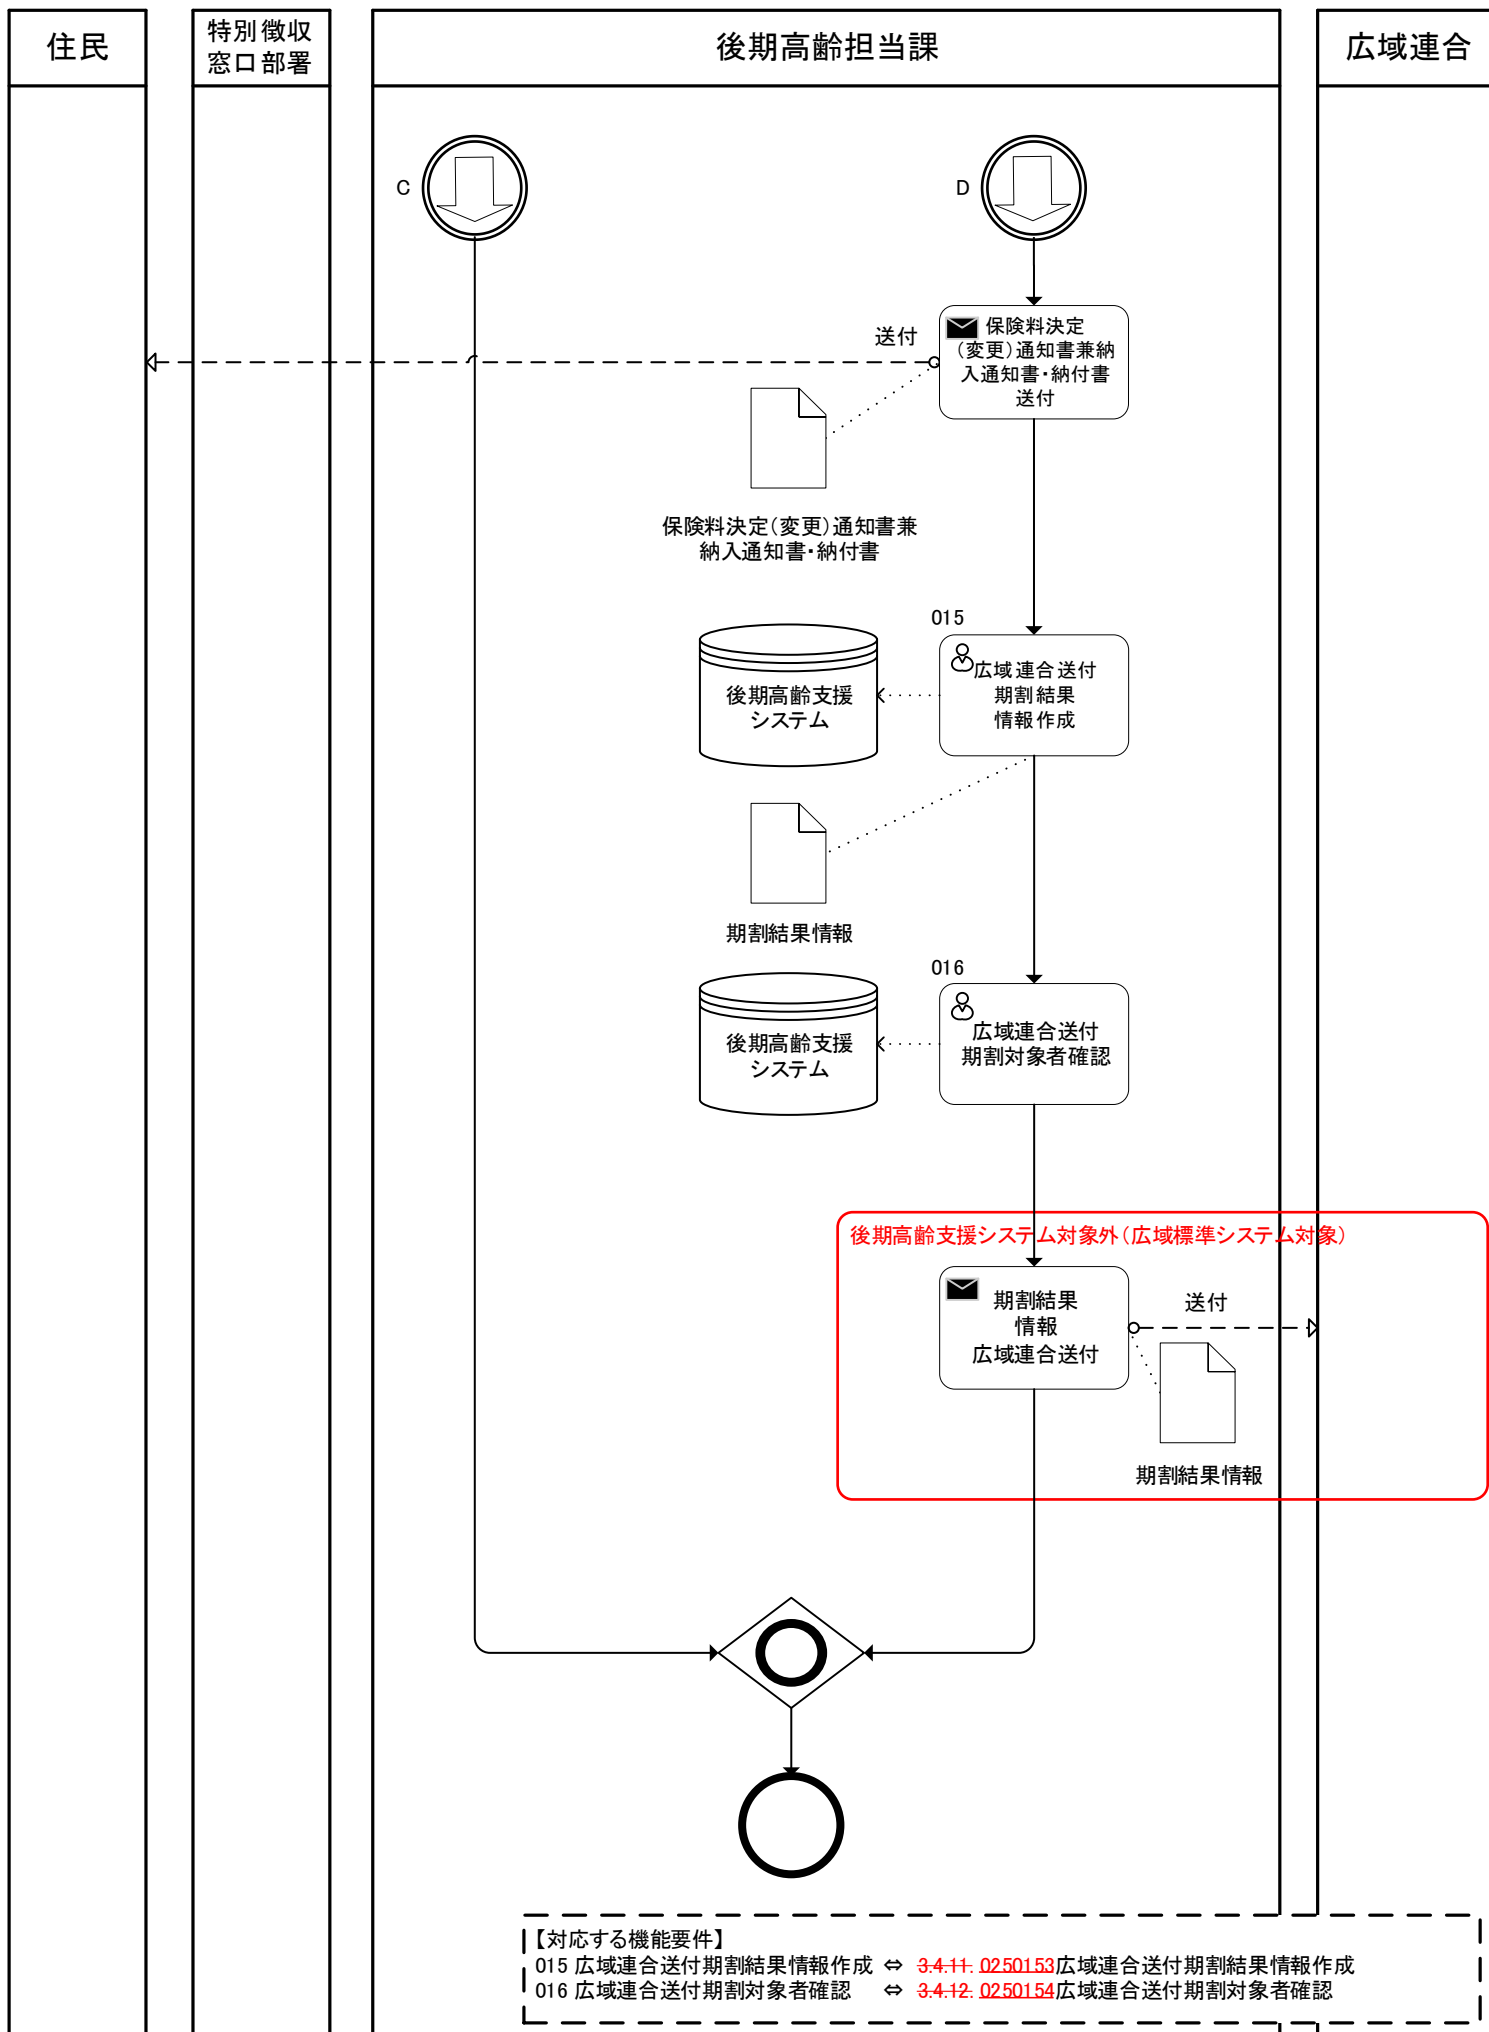 住民
特別徴収
窓口部署
後期高齢担当課
広域連合
C
D
送付
保険料決定
（変更）通知書兼納
入通知書・納付書
送付
保険料決定（変更）通知書兼
納入通知書・納付書
015
広域連合送付
期割結果
情報作成
後期高齢支援
システム
期割結果情報
016
広域連合送付
期割対象者確認
後期高齢支援
システム
後期高齢支援システム対象外（広域標準システム対象）
期割結果
情報
広域連合送付
送付
期割結果情報
【対応する機能要件】
015 広域連合送付期割結果情報作成 ⇔ 3.4.11. 0250153広域連合送付期割結果情報作成
016 広域連合送付期割対象者確認 ⇔ 3.4.12. 0250154広域連合送付期割対象者確認